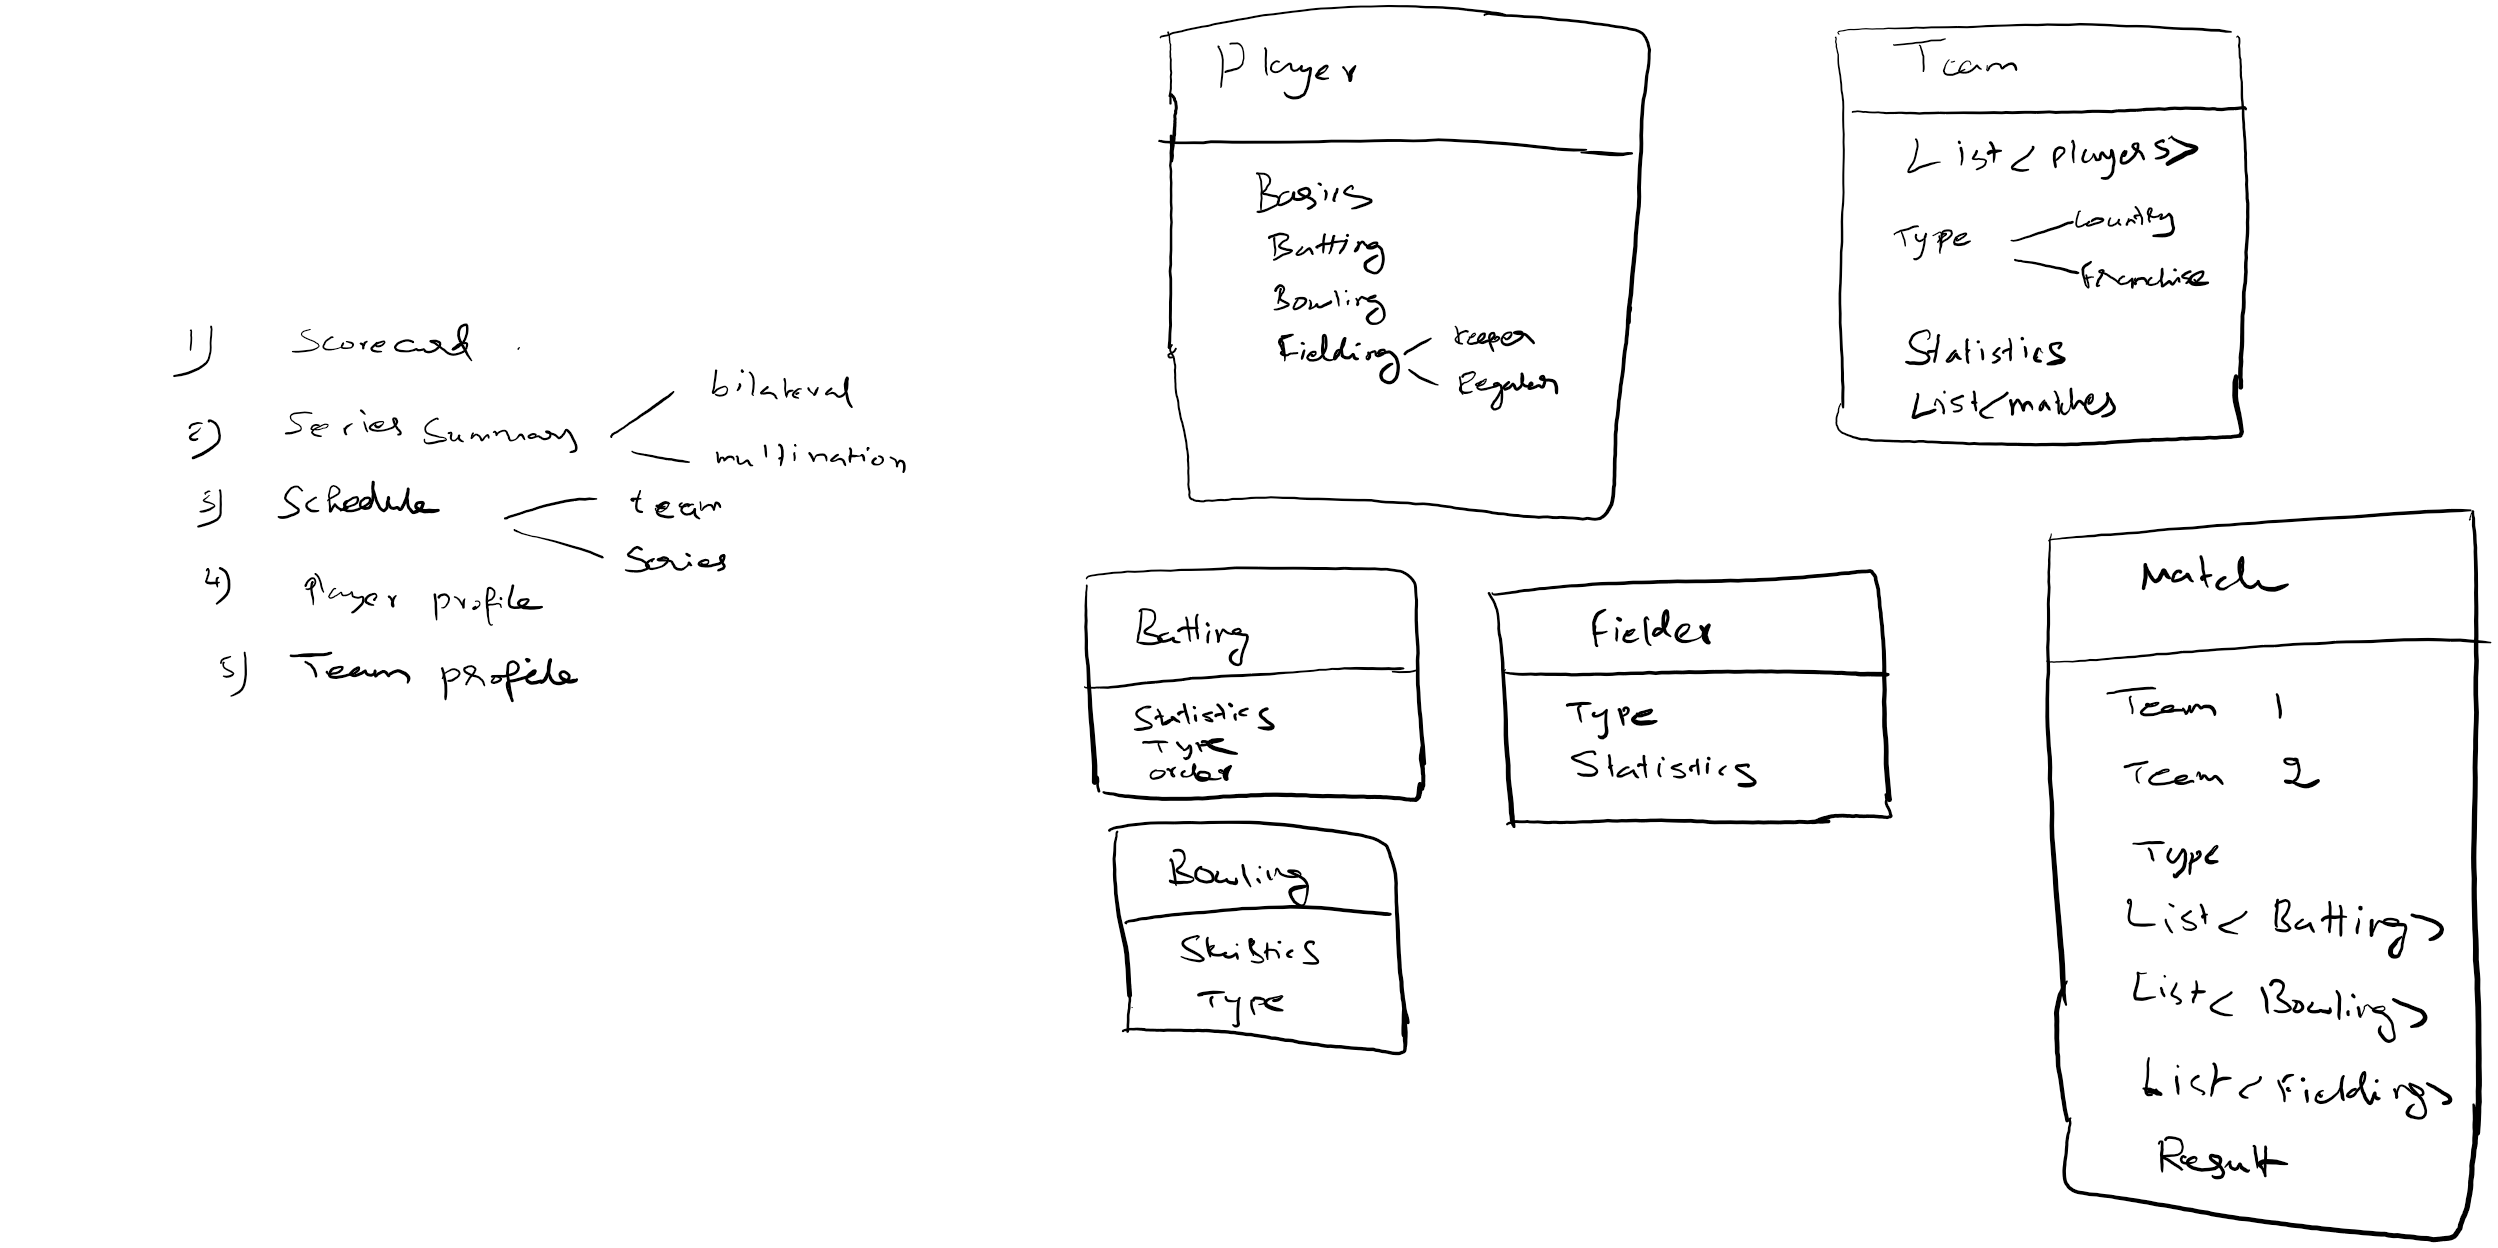 1) Scorecard.
2) Series Summary
bilateral
multination
3) Schedule
team
Series
4) Player profile
5) Team profile
Player
Basics
Batting
Bowling
Fielding
Keeper
Regular
Team
List<players>
Type
Country
Franchise
Statistics
List<matches
Batting
Statistics
Type
order
Fielder
Type
Statistics
Bowling
Statistics
Type
Match
Team 1
Team 2
Type
List<Batting>
List<Bowling>
List<Fielding>
Result